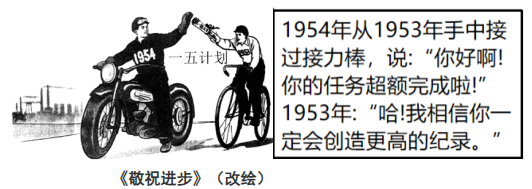 1954
一五计划
1954年从1953年手中接
过接力棒，说:“你好啊!
你的任务超额完成啦!”
1953年:“哈!我相信你一
定会创造更高的纪录。”
《敬祝进步》（改绘）